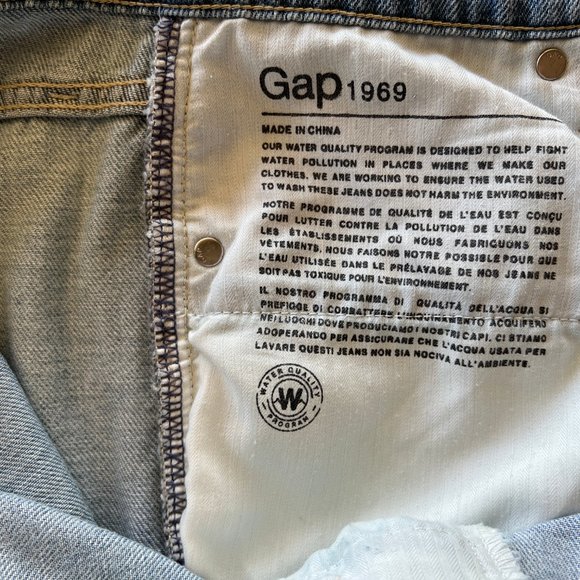 Gap 1969
MADE IN CHINA
OUR WATER QUALITY PROGRAM IS DESIGNED TO HELP FIGHT
WATER POLLUTION IN PLACES WHERE WE MAKE OUR
CLOTHES. WE ARE WORKING TO ENSURE THE WATER USED
TO WASH THESE JEANS DOES NOT HARM THE ENVIRONMENT.
NOTRE PROGRAMME DE QUALITÉ DE L'EAU EST CONÇU
POUR LUTTER CONTRE LA POLLUTION DE L'EAU DANS
LES ÉTABLISSEMENTS OÙ NOUS FABRIQUONS NOS
VÊTEMENTS. NOUS FAISONS NOTRE POSSIBLE POUR QUE
L'EAU UTILISÉE DANS LE PRÉLAVAGE DE NOS JEANS NE
SOIT PAS TOXIQUE POUR L'ENVIRONNEMENT.
IL NOSTRO PROGRAMMA DI QUALITÀ DELL'ACQUA SI
PREFIGGE DI COMBATTERE L'INQUINAMENTO ACQUIFERO
NEI LUOGHI DOVE PRODUCIAMO I NOSTRI CAPI. CI STIAMO
ADOPERANDO PER ASSICURARE CHE L'ACQUA USATA PER
LAVARE QUESTI JEANS NON SIA NOCIVA ALL'AMBIENTE.
WATER QUALITY
W
PROGRAM